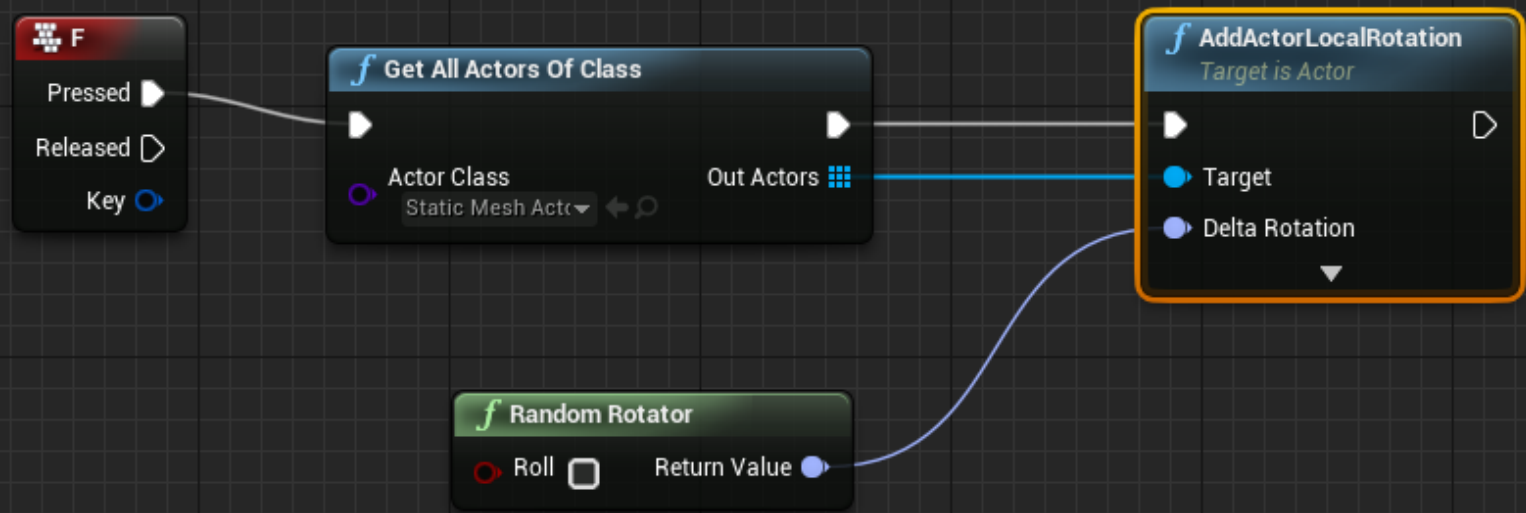 F
Pressed
Released
Key
f Get All Actors Of Class
Actor Class
Static Mesh Actc
Out Actors
f AddActorLocalRotation
Target is Actor
Target
Delta Rotation
f Random Rotator
Roll
Return Value